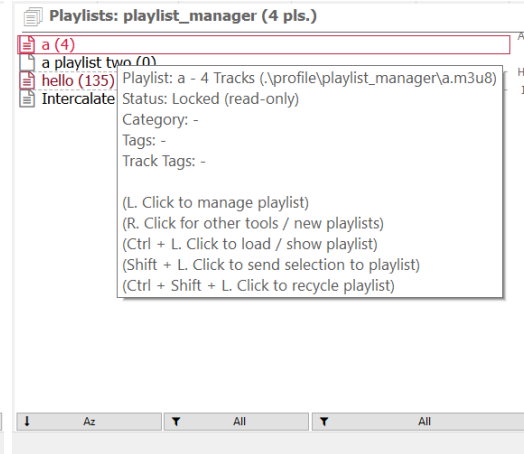 Playlists: playlist_manager (4 pls.)
A
a (4)
a playlist two (0)
H
hello (135)
I
Intercalate
Playlist: a - 4 Tracks (.\profile\playlist_manager\a.m3u8)
Status: Locked (read-only)
Category: -
Tags: -
Track Tags: -
(L. Click to manage playlist)
(R. Click for other tools / new playlists)
(Ctrl + L. Click to load / show playlist)
(Shift + L. Click to send selection to playlist)
(Ctrl + Shift + L. Click to recycle playlist)
Az All All